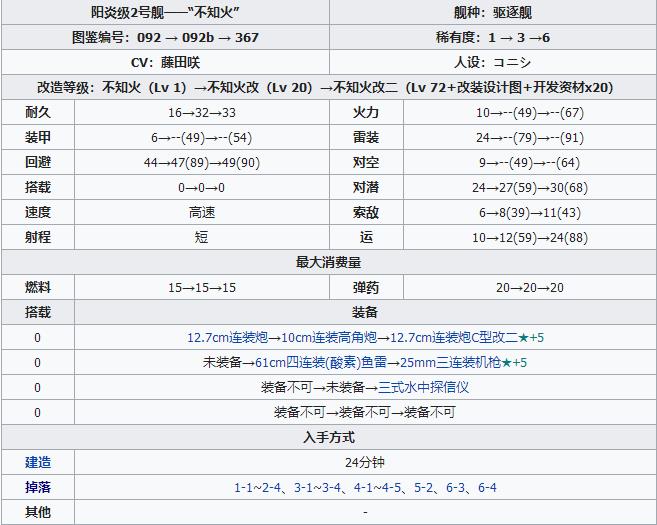 阳炎级2号舰——“不知火” 舰种：驱逐舰
图鉴编号：092 → 092b → 367 稀有度：1 → 3 →6
CV：藤田咲 人设：コニシ
改造等级：不知火（Lv 1）→不知火改（Lv 20）→不知火改二（Lv 72+改装设计图+开发资材x20）
耐久 16→32→33 火力 10→--(49)→--(67)
装甲 6→--(49)→--(54) 雷装 24→--(79)→--(91)
回避 44→47(89)→49(90) 对空 9→--(49)→--(64)
搭载 0→0→0 对潜 24→27(59)→30(68)
速度 高速 索敌 6→8(39)→11(43)
射程 短 运 10→12(59)→24(88)
最大消费量
燃料 15→15→15 弹药 20→20→20
搭载 装备
0 12.7cm连装炮→10cm连装高角炮→12.7cm连装炮C型改二★+5
0 未装备→61cm四连装(酸素)鱼雷→25mm三连装机枪★+5
0 装备不可→未装备→三式水中探信仪
0 装备不可→装备不可→装备不可
入手方式
建造 24分钟
掉落 1-1~2-4、3-1~3-4、4-1~4-5、5-2、6-3、6-4
其他 -